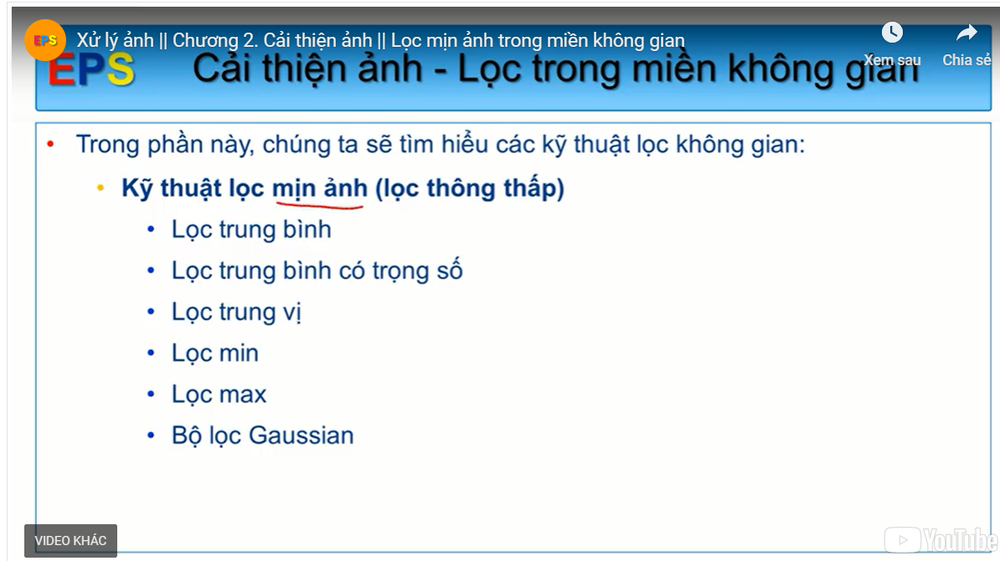 EPS
Xử lý ảnh || Chương 2. Cải thiện ảnh || Lọc mịn ảnh trong miền không gian
Xem sau
Chia sẻ
EPS
Cải thiện ảnh - Lọc trong miền không gian
• Trong phần này, chúng ta sẽ tìm hiểu các kỹ thuật lọc không gian:
• Kỹ thuật lọc mịn ảnh (lọc thông thấp)
• Lọc trung bình
• Lọc trung bình có trọng số
• Lọc trung vị
• Lọc min
• Lọc max
• Bộ lọc Gaussian
VIDEO KHÁC
YouTube